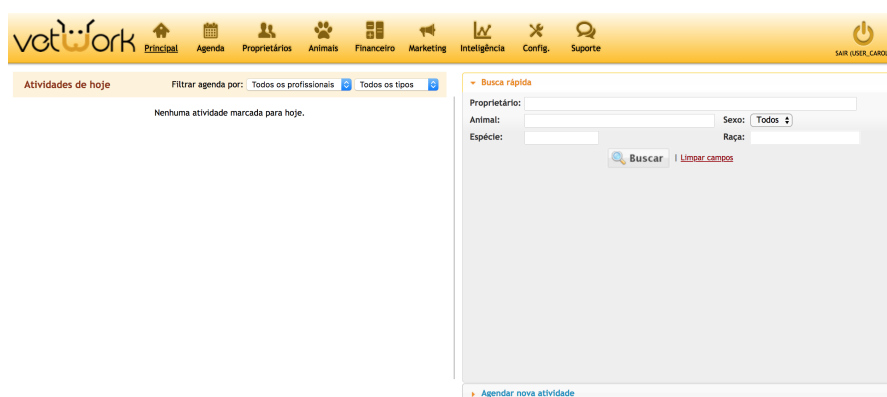 vetwork
Principal Agenda Proprietários Animais Financeiro Marketing Inteligência Config. Suporte
SAIR (USER_CAROL
Atividades de hoje Filtrar agenda por: Todos os profissionais Todos os tipos
Nenhuma atividade marcada para hoje.
Busca rápida
Proprietário:
Animal: Sexo: Todos
Espécie: Raça:
Buscar | Limpar campos
Agendar nova atividade